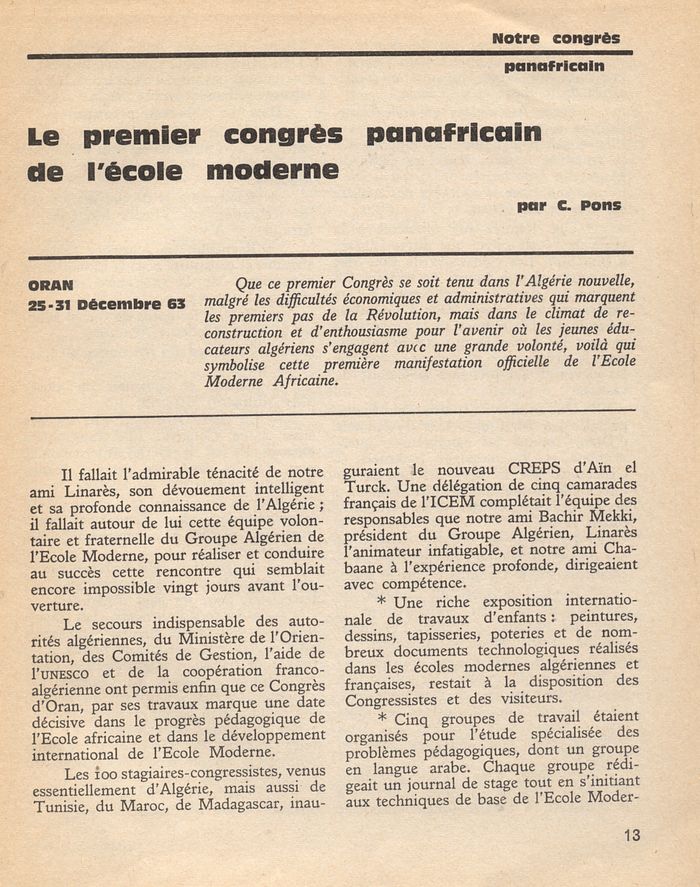 Notre congrès
panafricain
Le premier congrès panafricain
de l'école moderne
par C. Pons
ORAN
25-31 Décembre 63
Que ce premier Congrès se soit tenu dans l'Algérie nouvelle,
malgré les difficultés économiques et administratives qui marquent
les premiers pas de la Révolution, mais dans le climat de re-
construction et d'enthousiasme pour l'avenir où les jeunes édu-
cateurs algériens s'engagent avec une grande volonté, voilà qui
symbolise cette première manifestation officielle de l'Ecole
Moderne Africaine.
Il fallait l'admirable ténacité de notre
ami Linarès, son dévouement intelligent
et sa profonde connaissance de l'Algérie ;
il fallait autour de lui cette équipe volon-
taire et fraternelle du Groupe Algérien de
l'Ecole Moderne, pour réaliser et conduire
au succès cette rencontre qui semblait
encore impossible vingt jours avant l'ou-
verture.
Le secours indispensable des auto-
rités algériennes, du Ministère de l'Orien-
tation, des Comités de Gestion, l'aide de
l'UNESCO et de la coopération franco-
algérienne ont permis enfin que ce Congrès
d'Oran, par ses travaux marque une date
décisive dans le progrès pédagogique de
l'Ecole africaine et dans le développement
international de l'Ecole Moderne.
Les 100 stagiaires-congressistes, venus
essentiellement d'Algérie, mais aussi de
Tunisie, du Maroc, de Madagascar, inau-
guraient le nouveau CREPS d'Aïn el
Turck. Une délégation de cinq camarades
français de l'ICEM complétait l'équipe des
responsables que notre ami Bachir Mekki,
président du Groupe Algérien, Linarès
l'animateur infatigable, et notre ami Cha-
baane à l'expérience profonde, dirigeaient
avec compétence.
* Une riche exposition internatio-
nale de travaux d'enfants : peintures,
dessins, tapisseries, poteries et de nom-
breux documents technologiques réalisés
dans les écoles modernes algériennes et
françaises, restait à la disposition des
Congressistes et des visiteurs.
* Cinq groupes de travail étaient
organisés pour l'étude spécialisée des
problèmes pédagogiques, dont un groupe
en langue arabe. Chaque groupe rédi-
geait un journal de stage tout en s'initiant
aux techniques de base de l'Ecole Moder-
13